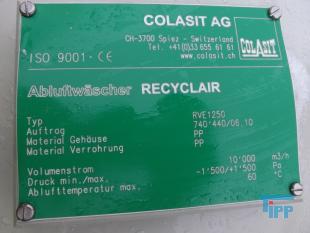 COLASIT AG
CH-3700 Spiez - Switzerland
Tel. +41(0)33 655 61 61
www.colasit.ch
COLASIT
ISO 9001 · CE
Abluftwäscher RECYCLAIR
Typ RVE1250
Auftrag 740'440/06.10
Material Gehäuse PP
Material Verrohrung PP
Volumenstrom 10'000 m3/h
Druck min./max. -1'500/+1'500 Pa
Ablufttemperatur max. 60 °C
TIPP